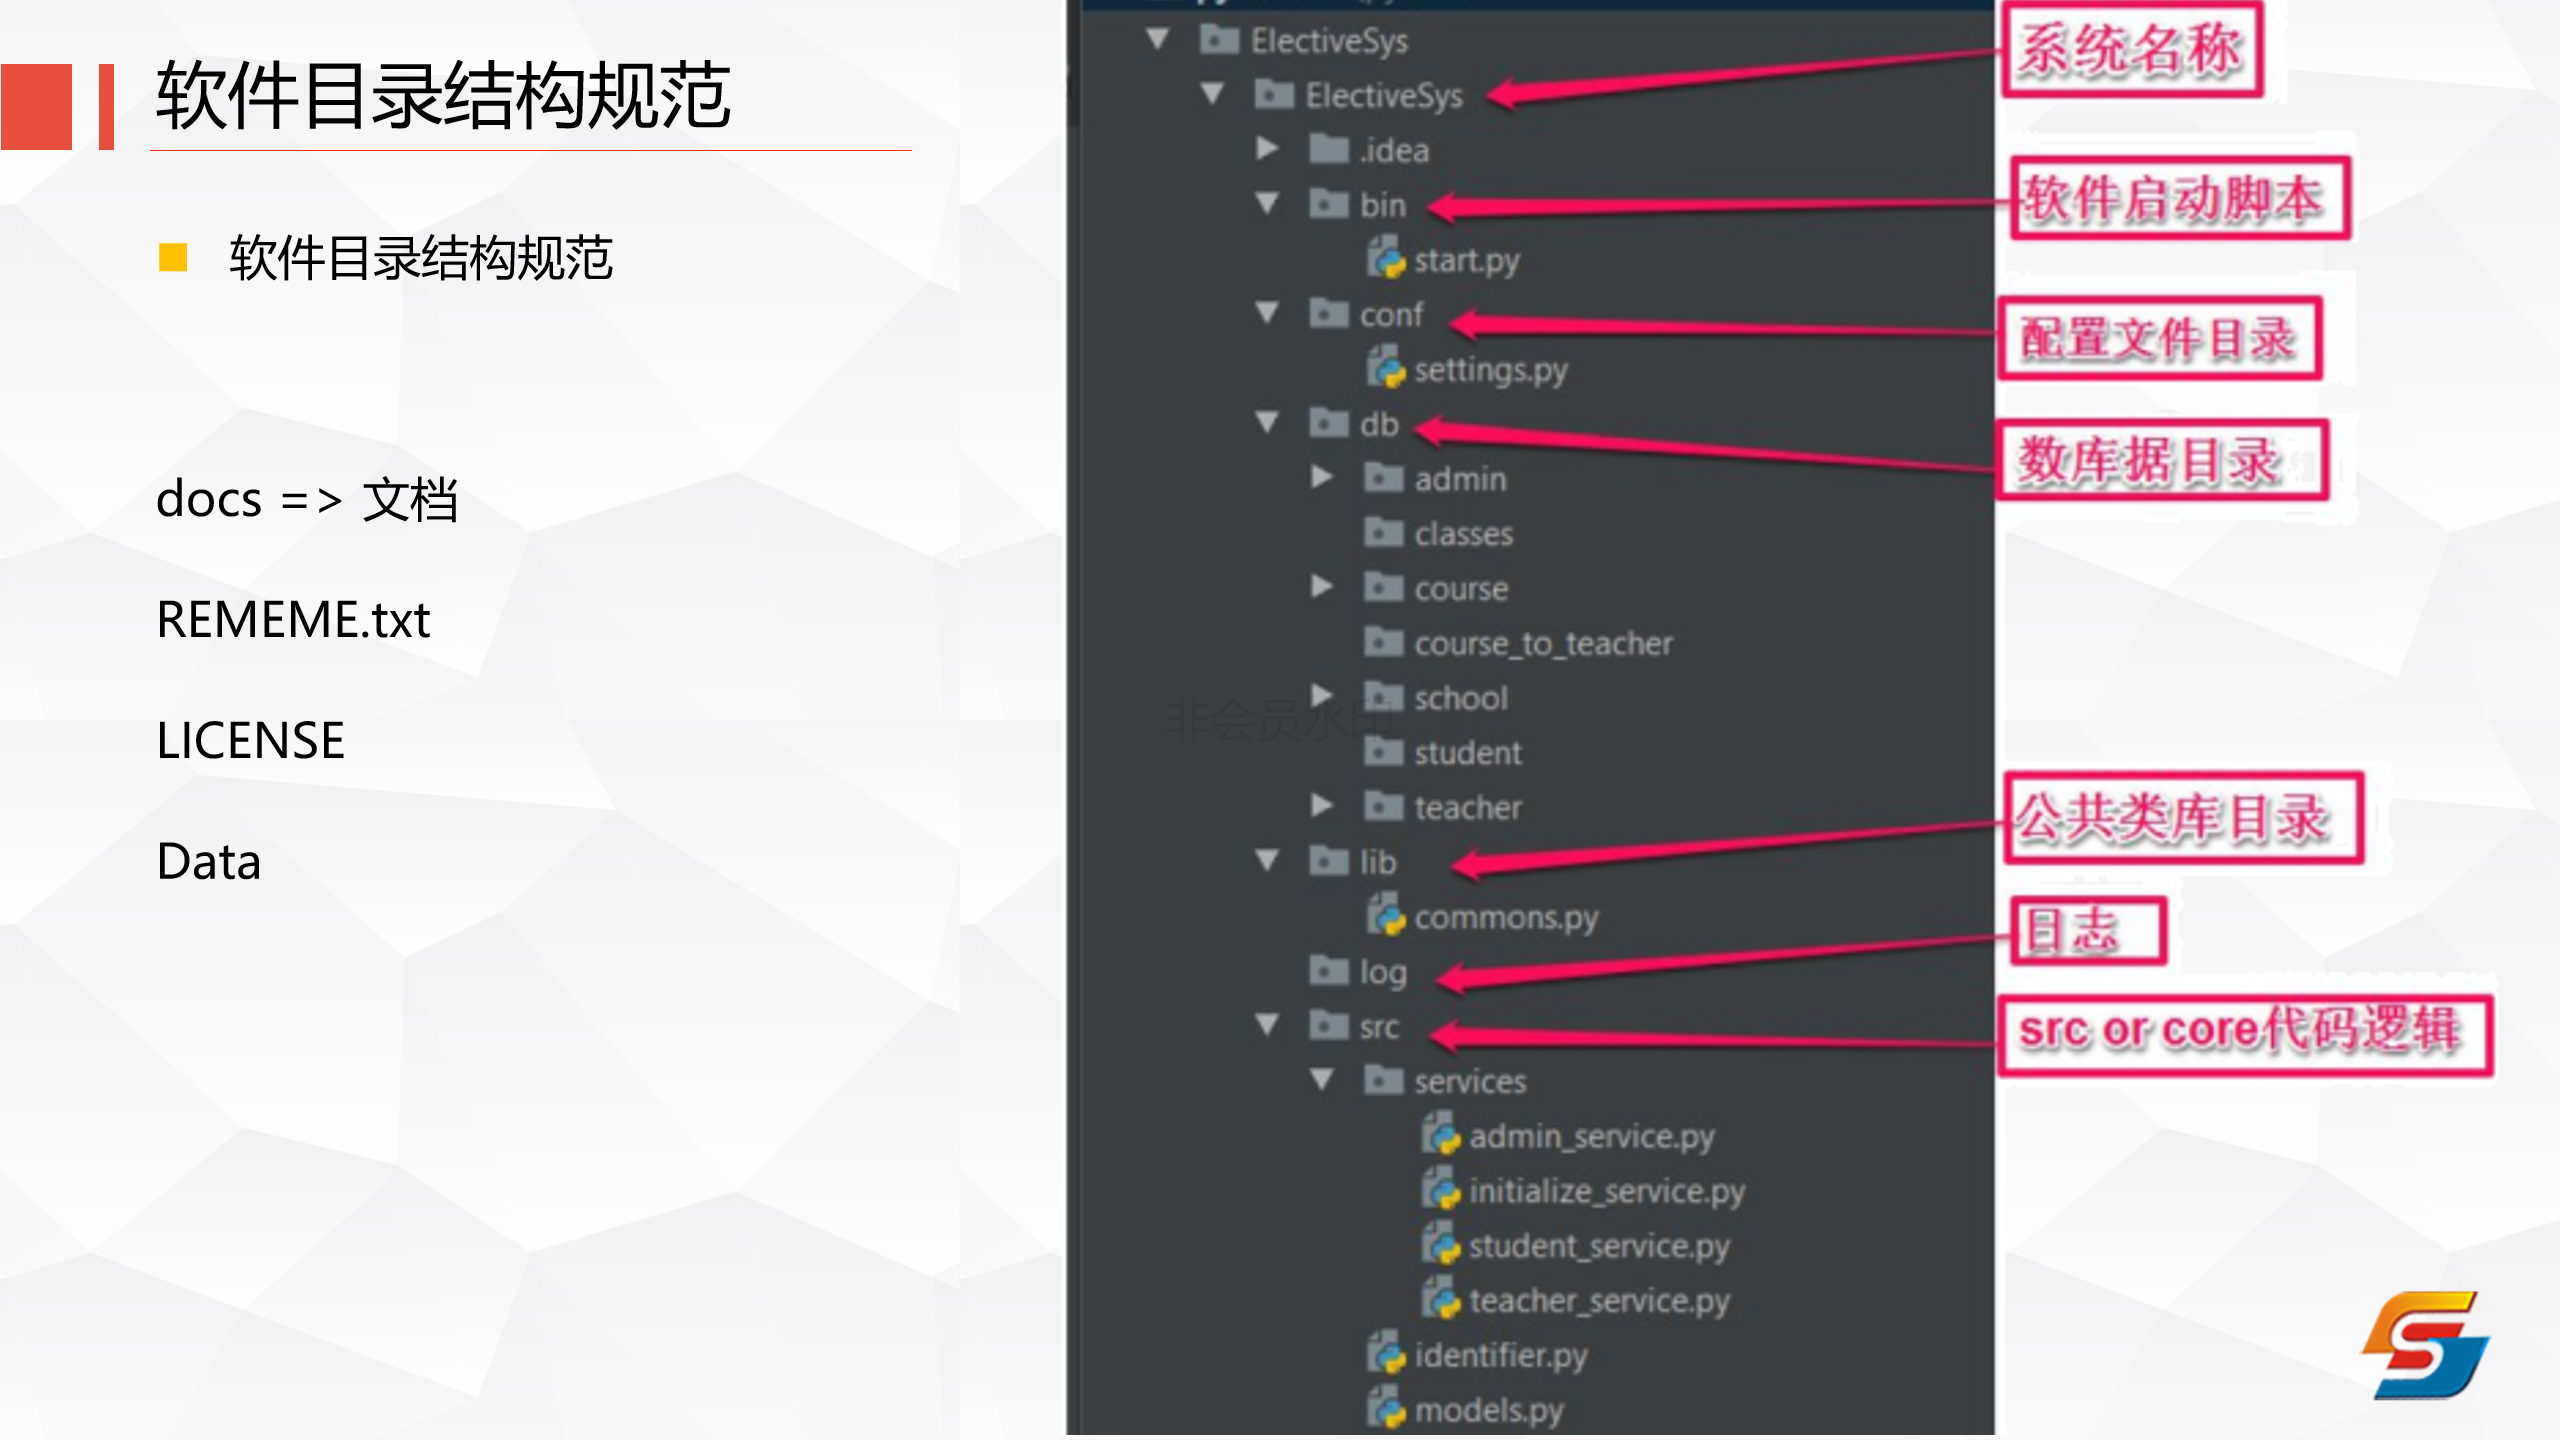 软件目录结构规范
软件目录结构规范
docs => 文档
REMEME.txt
LICENSE
Data
ElectiveSys
ElectiveSys
.idea
bin
start.py
conf
settings.py
db
admin
classes
course
course_to_teacher
school
student
teacher
lib
commons.py
log
src
services
admin_service.py
initialize_service.py
student_service.py
teacher_service.py
identifier.py
models.py
系统名称
软件启动脚本
配置文件目录
数库据目录
公共类库目录
日志
src or core代码逻辑
非会员水印